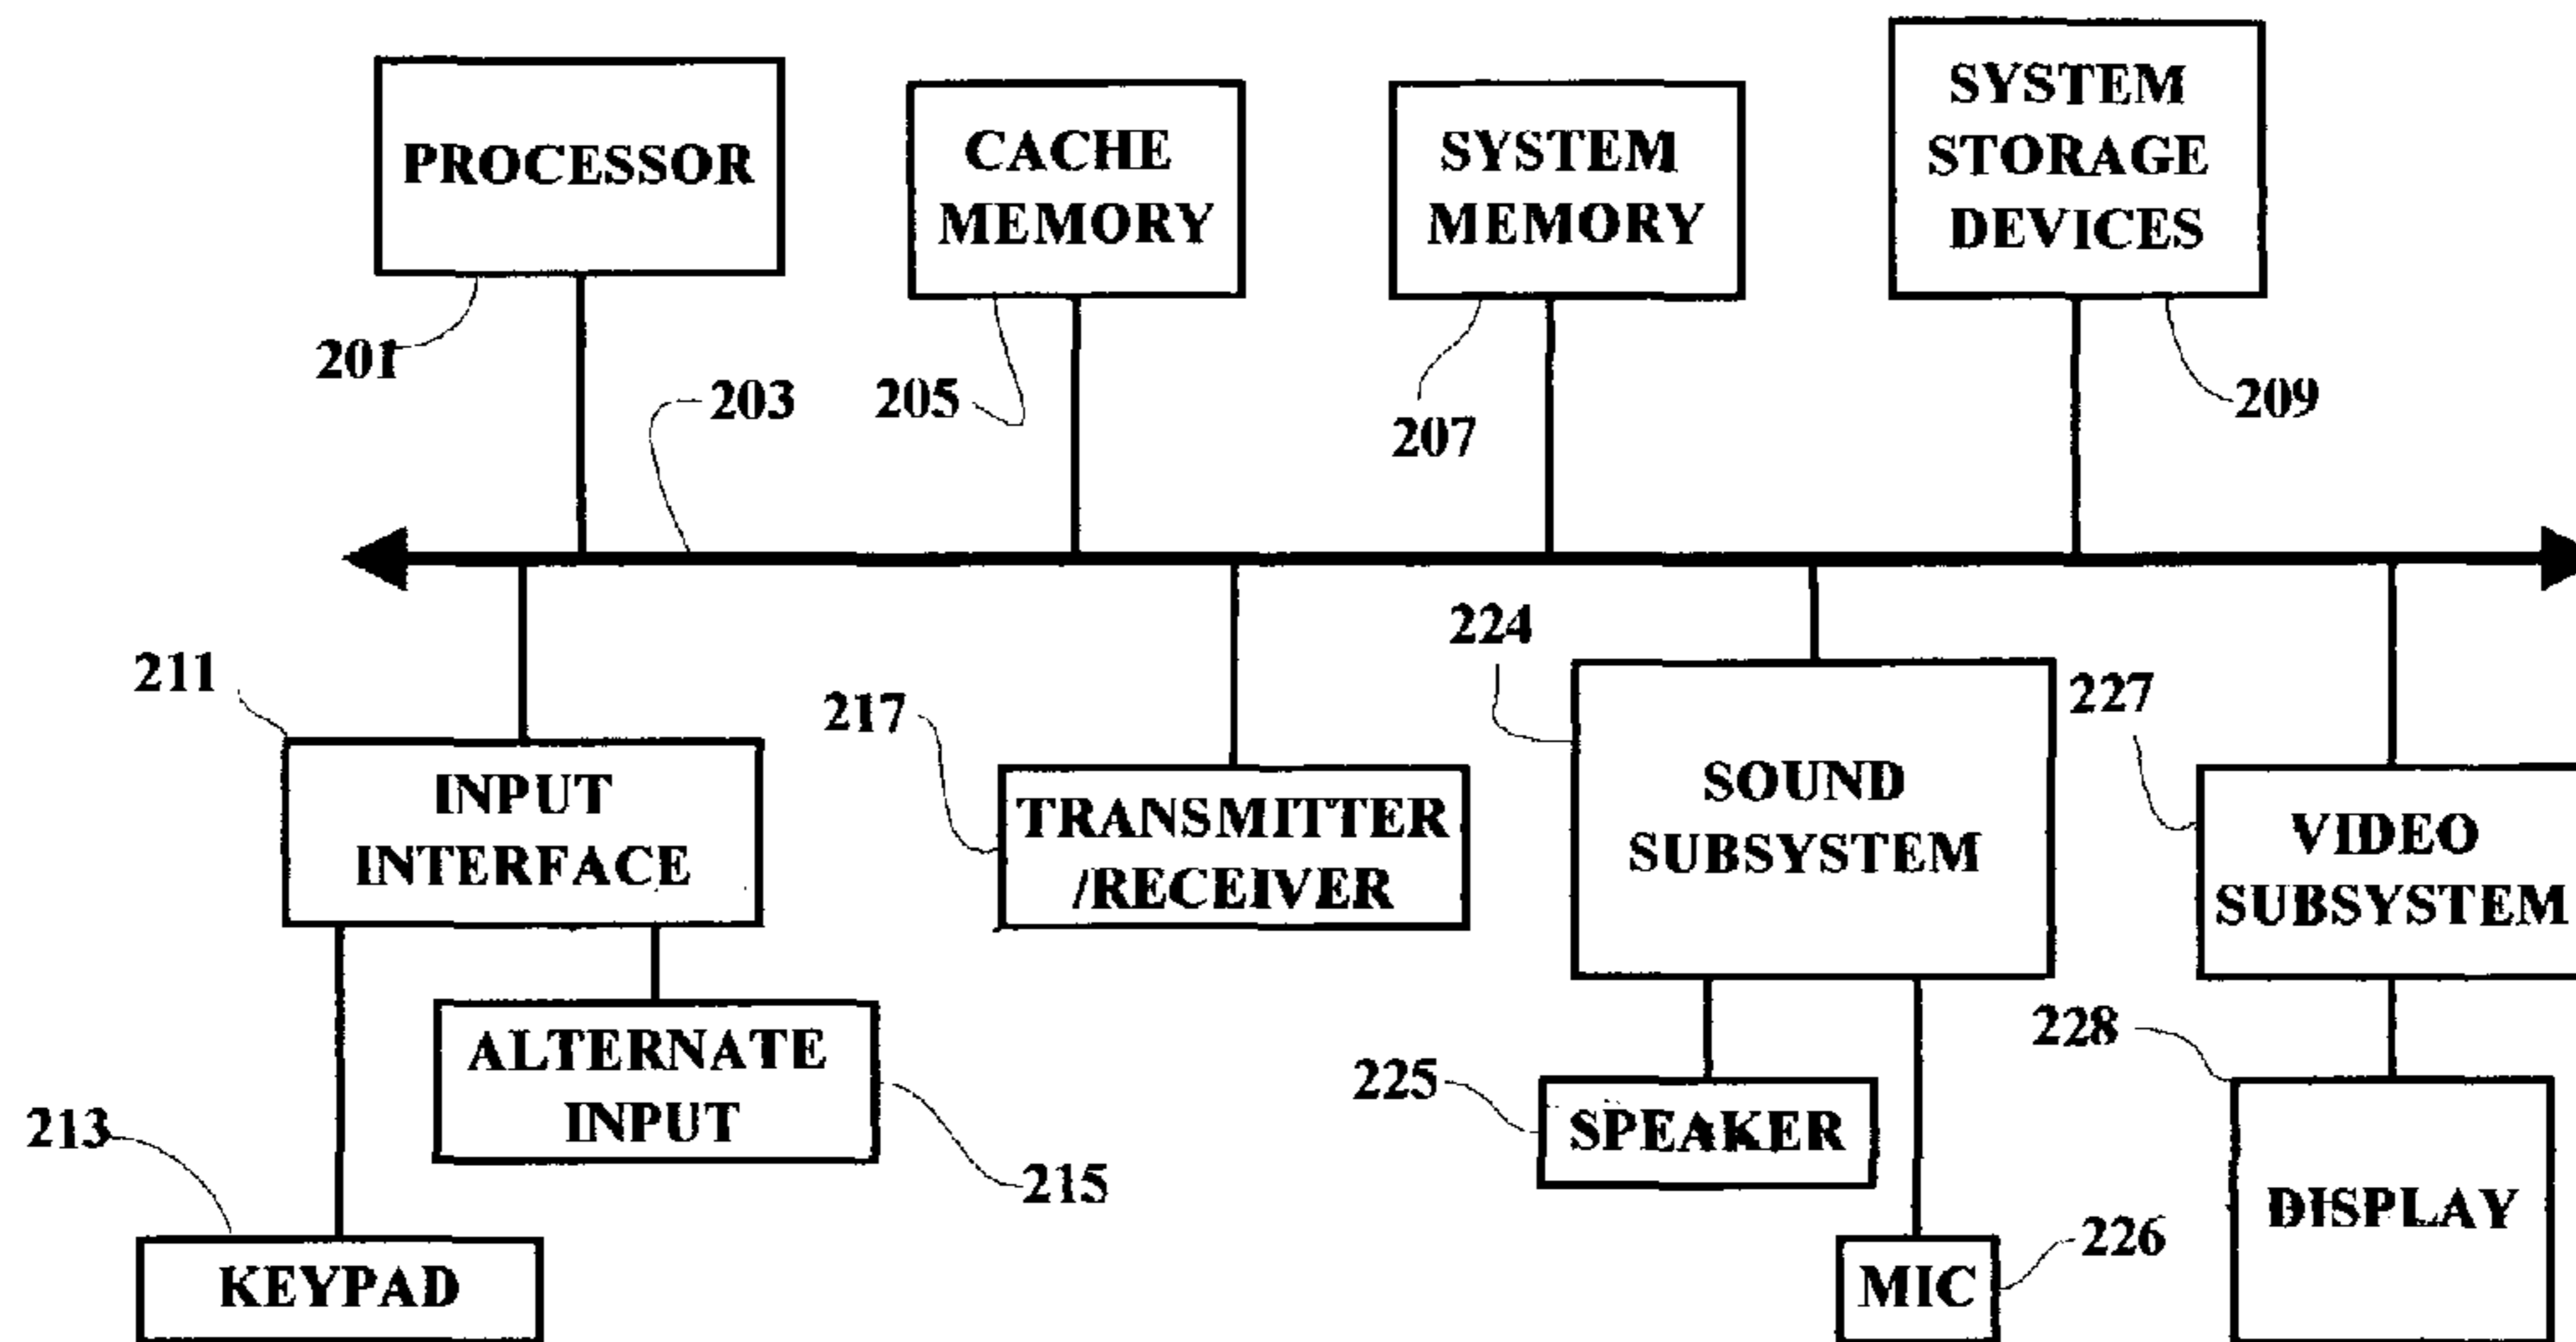 PROCESSOR
CACHE
MEMORY
SYSTEM
MEMORY
SYSTEM
STORAGE
DEVICES
201
203
205
207
209
211
INPUT
INTERFACE
217
TRANSMITTER
/RECEIVER
224
SOUND
SUBSYSTEM
227
VIDEO
SUBSYSTEM
213
KEYPAD
ALTERNATE
INPUT
215
225
SPEAKER
MIC
226
228
DISPLAY